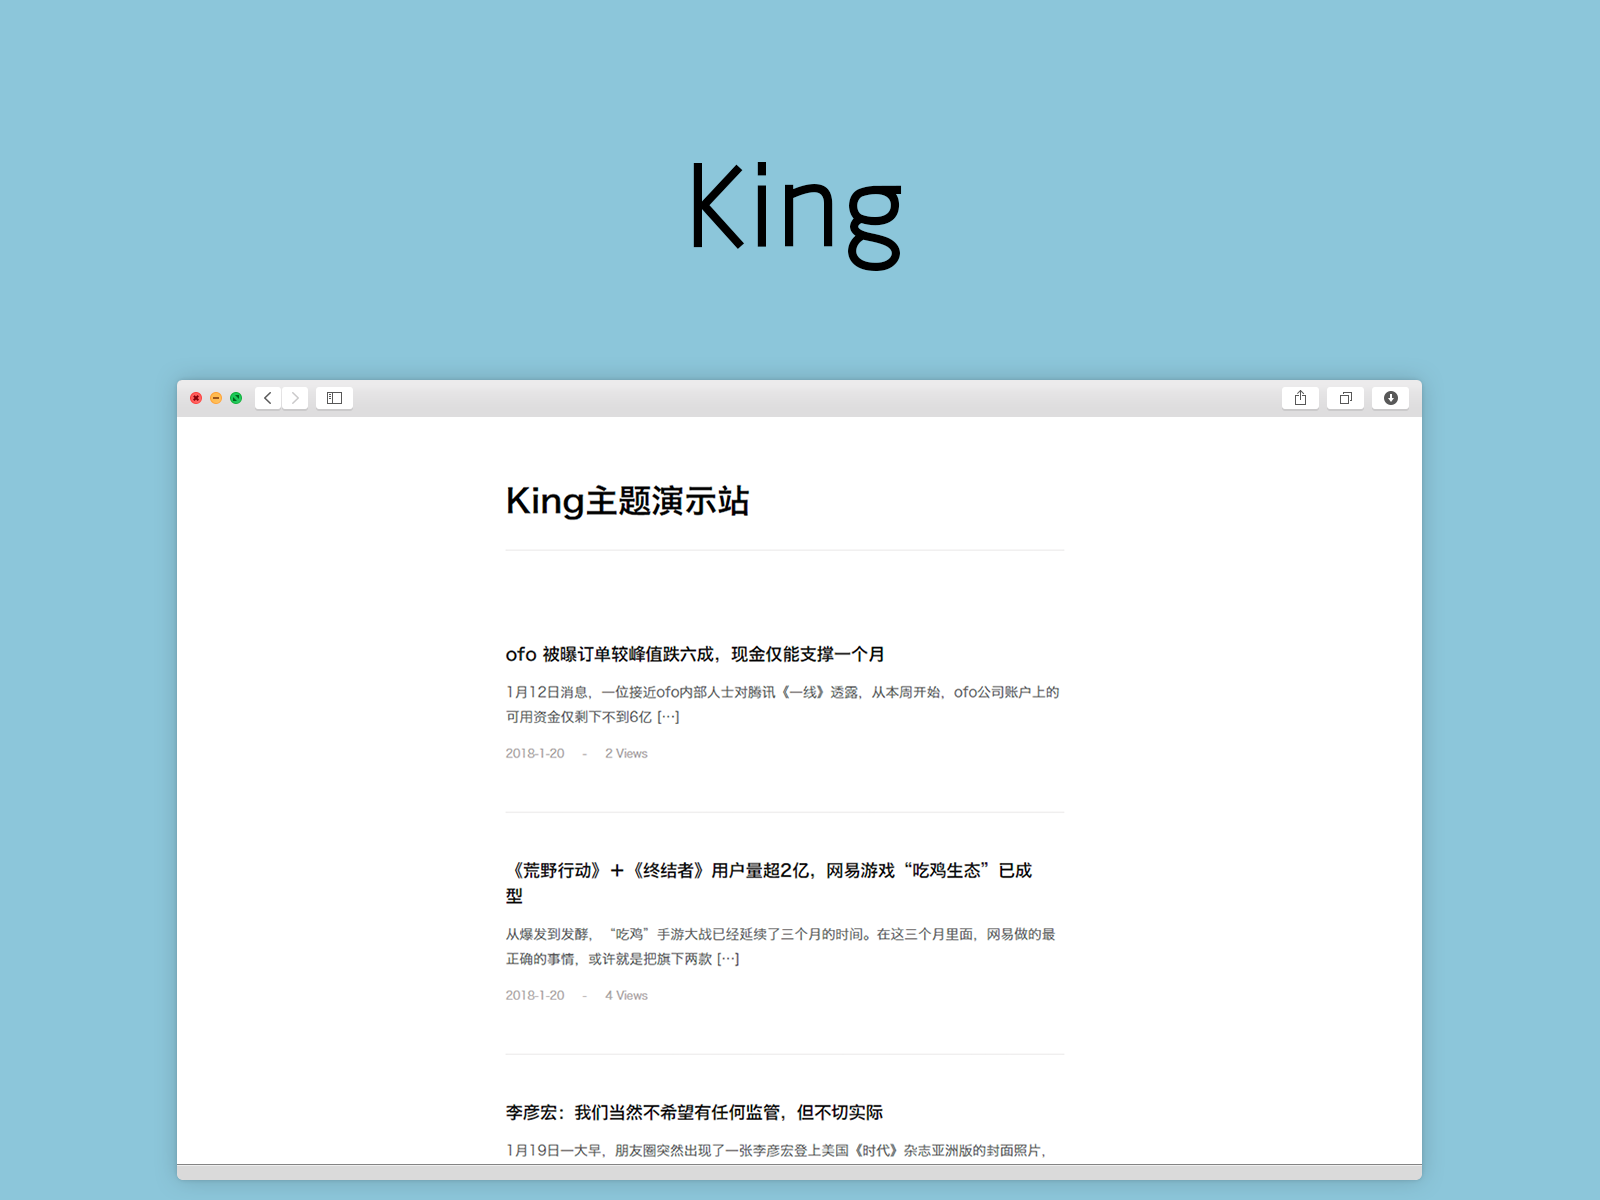 King
King主题演示站
ofo 被曝订单较峰值跌六成，现金仅能支撑一个月
1月12日消息，一位接近ofo内部人士对腾讯《一线》透露，从本周开始，ofo公司账户上的
可用资金仅剩下不到6亿 […]
2018-1-20 - 2 Views
《荒野行动》＋《终结者》用户量超2亿，网易游戏“吃鸡生态”已成
型
从爆发到发酵，“吃鸡”手游大战已经延续了三个月的时间。在这三个月里面，网易做的最
正确的事情，或许就是把旗下两款 […]
2018-1-20 - 4 Views
李彦宏：我们当然不希望有任何监管，但不切实际
1月19日一大早，朋友圈突然出现了一张李彦宏登上美国《时代》杂志亚洲版的封面照片，